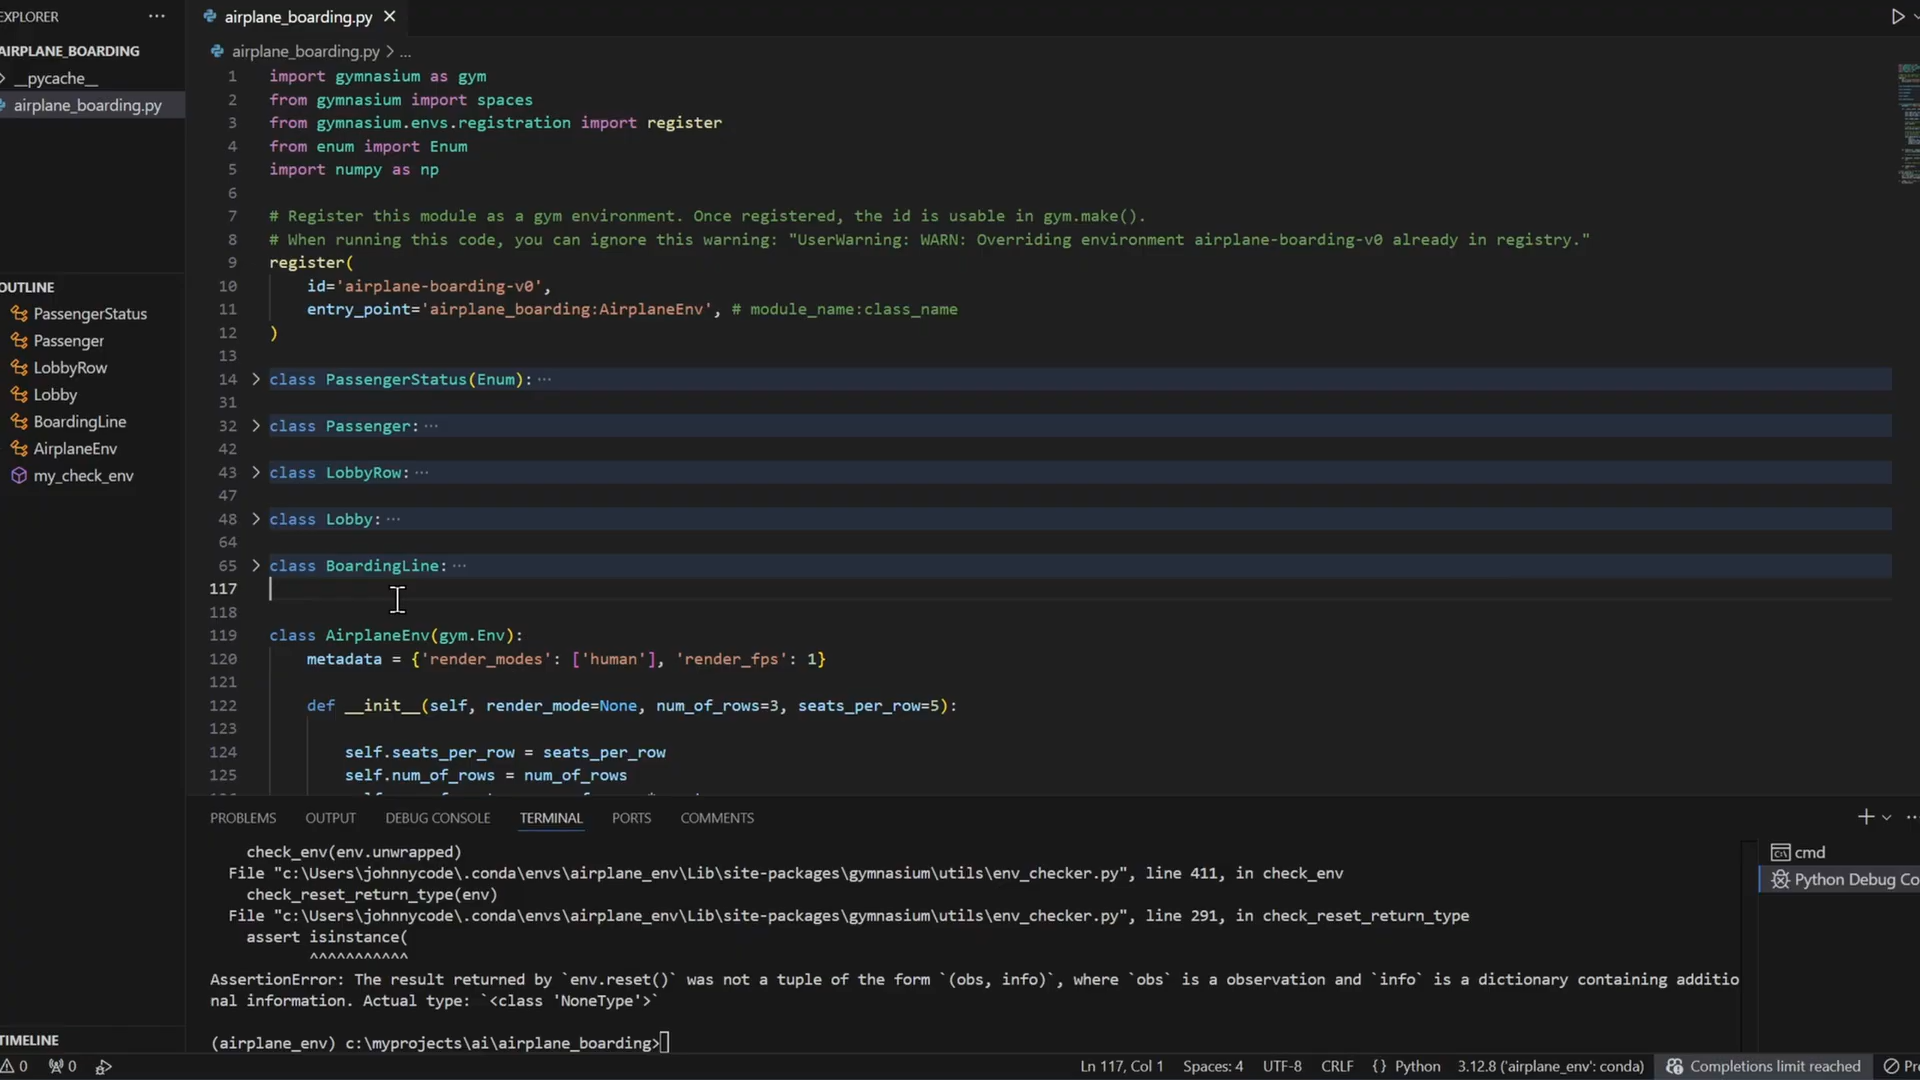 EXPLORER
AIRPLANE_BOARDING
__pycache__
airplane_boarding.py
OUTLINE
PassengerStatus
Passenger
LobbyRow
Lobby
BoardingLine
AirplaneEnv
my_check_env
TIMELINE
airplane_boarding.py
airplane_boarding.py > ...
1 import gymnasium as gym
2 from gymnasium import spaces
3 from gymnasium.envs.registration import register
4 from enum import Enum
5 import numpy as np
6
7 # Register this module as a gym environment. Once registered, the id is usable in gym.make().
8 # When running this code, you can ignore this warning: "UserWarning: WARN: Overriding environment airplane-boarding-v0 already in registry."
9 register(
10 id='airplane-boarding-v0',
11 entry_point='airplane_boarding:AirplaneEnv', # module_name:class_name
12 )
13
14 class PassengerStatus(Enum): ...
31
32 class Passenger: ...
42
43 class LobbyRow: ...
47
48 class Lobby: ...
64
65 class BoardingLine: ...
117
118
119 class AirplaneEnv(gym.Env):
120 metadata = {'render_modes': ['human'], 'render_fps': 1}
121
122 def __init__(self, render_mode=None, num_of_rows=3, seats_per_row=5):
123
124 self.seats_per_row = seats_per_row
125 self.num_of_rows = num_of_rows
PROBLEMS OUTPUT DEBUG CONSOLE TERMINAL PORTS COMMENTS
check_env(env.unwrapped)
File "c:\Users\johnnycode\.conda\envs\airplane_env\Lib\site-packages\gymnasium\utils\env_checker.py", line 411, in check_env
check_reset_return_type(env)
File "c:\Users\johnnycode\.conda\envs\airplane_env\Lib\site-packages\gymnasium\utils\env_checker.py", line 291, in check_reset_return_type
assert isinstance(
^^^^^^^^^^^
AssertionError: The result returned by `env.reset()` was not a tuple of the form `(obs, info)`, where `obs` is a observation and `info` is a dictionary containing additio
nal information. Actual type: `<class 'NoneType'>`
(airplane_env) c:\myprojects\ai\airplane_boarding>
cmd
Python Debug Co
0 0 Ln 117, Col 1 Spaces: 4 UTF-8 CRLF {} Python 3.12.8 ('airplane_env': conda) Completions limit reached